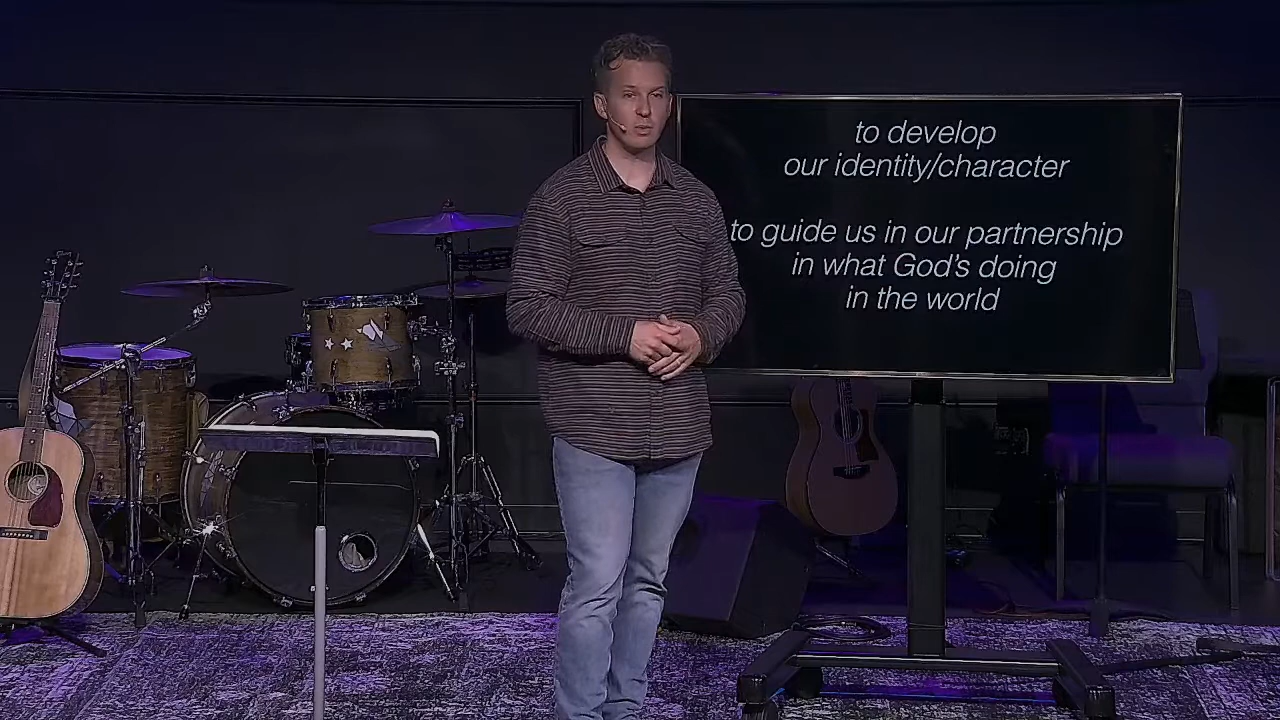 to develop
our identity/character
to guide us in our partnership
in what God's doing
in the world